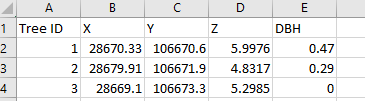 A B C D E
1 Tree ID X Y Z DBH
2 1 28670.33 106670.6 5.9976 0.47
3 2 28679.91 106671.9 4.8317 0.29
4 3 28669.1 106673.3 5.2985 0